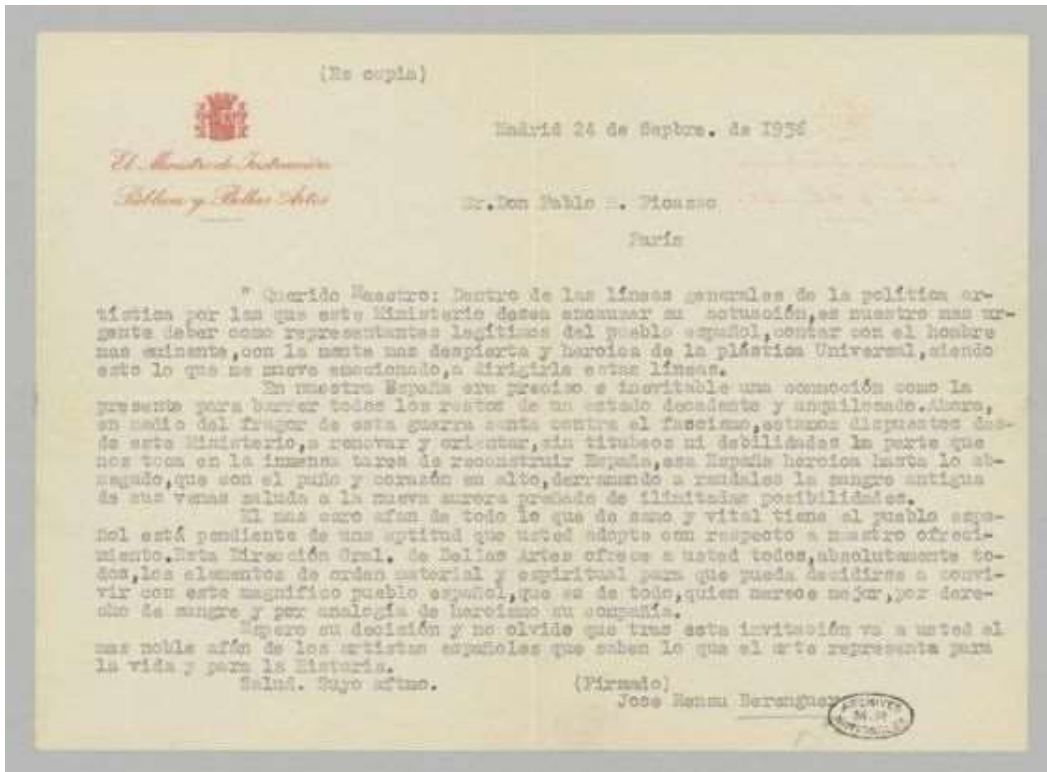 (Es copia)
Madrid 24 de Sepbre. de 1936
El Ministro de Instrucción
Pública y Bellas Artes
Sr.Don Pablo R. Picasso
París
" Querido Maestro: Dentro de las líneas generales de la política ar-
tística por las que este Ministerio desea encauzar su actuación,es nuestro mas ur-
gente deber como representantes legítimos del pueblo español,contar con el hombre
mas eminente,con la mente mas despierta y heroica de la plástica Universal,siendo
esto lo que me mueve emocionado,a dirigirle estas líneas.
En nuestra España era preciso e inevitable una conmoción como la
presente para barrer todos los restos de un estado decadente y anquilosado.Ahora,
en medio del fragor de esta guerra santa contra el fascismo,estamos dispuestos des-
de este Ministerio,a renovar y orientar,sin titubeos ni debilidades la parte que
nos toca en la inmensa tarea de reconstruir España,esa España heroica hasta lo ab-
negado,que con el puño y corazón en alto,derramando a raudales la sangre antigua
de sus venas saluda a la nueva aurora preñada de ilimitadas posibilidades.
El mas caro afan de todo lo que de sano y vital tiene el pueblo espa-
ñol está pendiente de una aptitud que usted adopte con respecto a nuestro ofreci-
miento.Esta Dirección Gral. de Bellas Artes ofrece a usted todos,absolutamente to-
dos,los elementos de orden material y espiritual para que pueda decidirse a convi-
vir con este magnífico pueblo español,que es de todo,quien merece mejor,por dere-
cho de sangre y por analogía de heroismo su compañía.
Espero su decisión y no olvide que tras esta invitación va a usted el
mas noble afán de los artistas españoles que saben lo que el arte representa para
la vida y para la Historia.
Salud. Suyo aftmo. (Firmado)
Jose Renau Berenguer
ARCHIVES